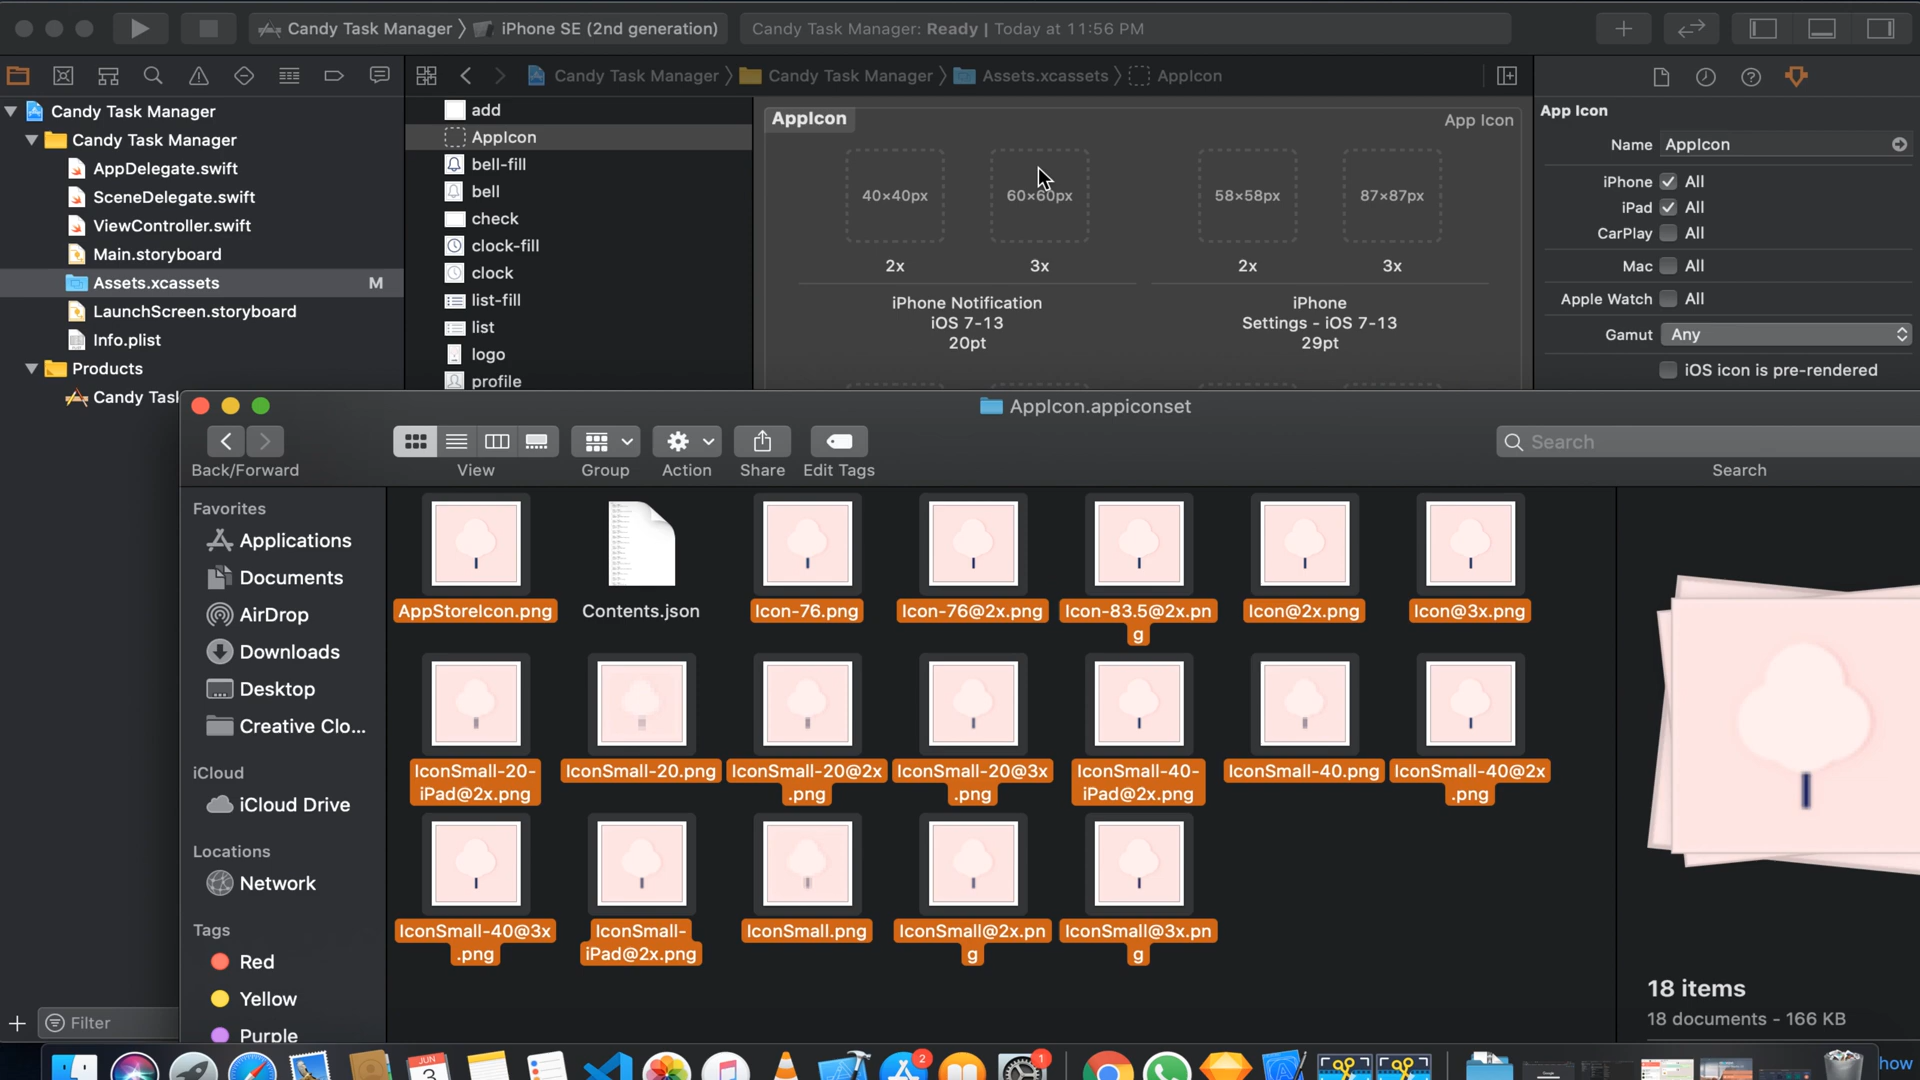 Candy Task Manager 〉 iPhone SE (2nd generation)
Candy Task Manager: Ready | Today at 11:56 PM
Candy Task Manager 〉 Candy Task Manager 〉 Assets.xcassets 〉 AppIcon
Candy Task Manager
Candy Task Manager
AppDelegate.swift
SceneDelegate.swift
ViewController.swift
Main.storyboard
Assets.xcassets M
LaunchScreen.storyboard
Info.plist
Products
Candy Tas
add
AppIcon
bell-fill
bell
check
clock-fill
clock
list-fill
list
logo
profile
AppIcon
App Icon
40×40px
60×60px
58×58px
87×87px
2x
3x
2x
3x
iPhone Notification
iOS 7-13
20pt
iPhone
Settings - iOS 7-13
29pt
App Icon
Name AppIcon
iPhone All
iPad All
CarPlay All
Mac All
Apple Watch All
Gamut Any
iOS icon is pre-rendered
AppIcon.appiconset
Back/Forward
View
Group
Action
Share
Edit Tags
Search
Search
Favorites
Applications
Documents
AirDrop
Downloads
Desktop
Creative Clo...
iCloud
iCloud Drive
Locations
Network
Tags
Red
Yellow
Purple
AppStoreIcon.png
Contents.json
Icon-76.png
Icon-76@2x.png
Icon-83.5@2x.pn
g
Icon@2x.png
Icon@3x.png
IconSmall-20-
iPad@2x.png
IconSmall-20.png
IconSmall-20@2x
.png
IconSmall-20@3x
.png
IconSmall-40-
iPad@2x.png
IconSmall-40.png
IconSmall-40@2x
.png
IconSmall-40@3x
.png
IconSmall-
iPad@2x.png
IconSmall.png
IconSmall@2x.pn
g
IconSmall@3x.pn
g
18 items
18 documents - 166 KB
Filter
JUN
3
2
1
how